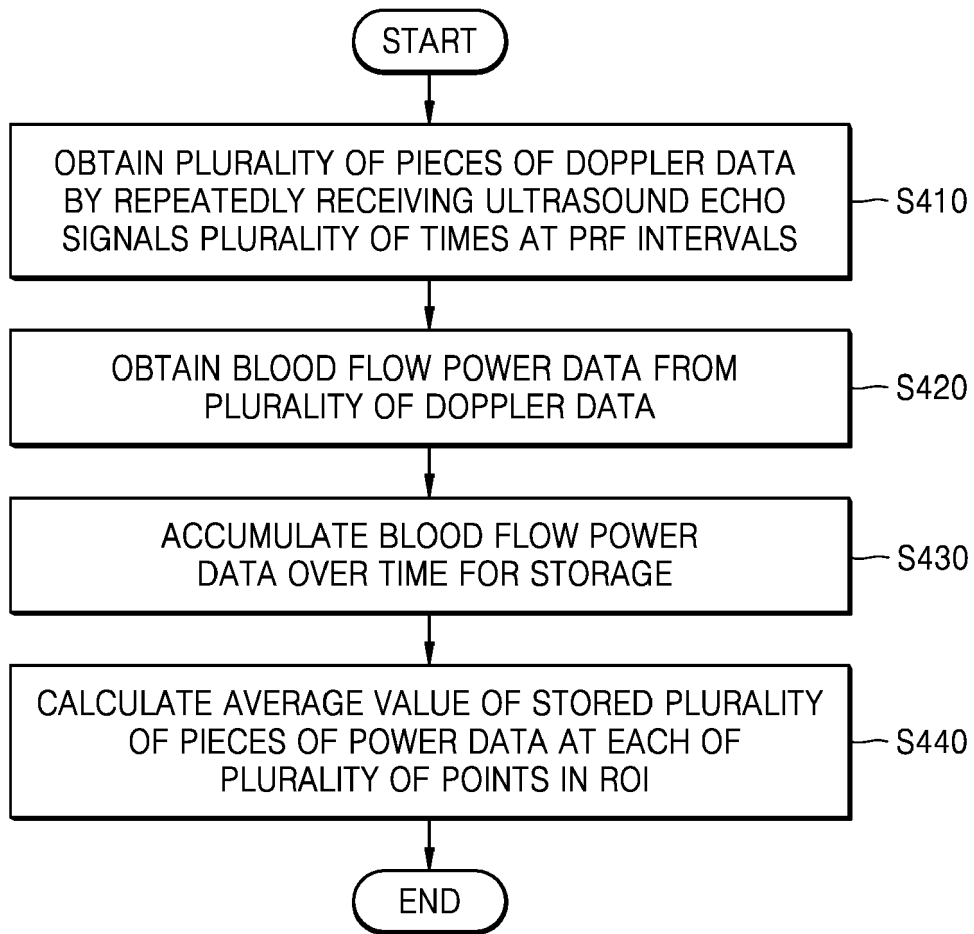 START
OBTAIN PLURALITY OF PIECES OF DOPPLER DATA
BY REPEATEDLY RECEIVING ULTRASOUND ECHO
SIGNALS PLURALITY OF TIMES AT PRF INTERVALS
S410
OBTAIN BLOOD FLOW POWER DATA FROM
PLURALITY OF DOPPLER DATA
S420
ACCUMULATE BLOOD FLOW POWER
DATA OVER TIME FOR STORAGE
S430
CALCULATE AVERAGE VALUE OF STORED PLURALITY
OF PIECES OF POWER DATA AT EACH OF
PLURALITY OF POINTS IN ROI
S440
END